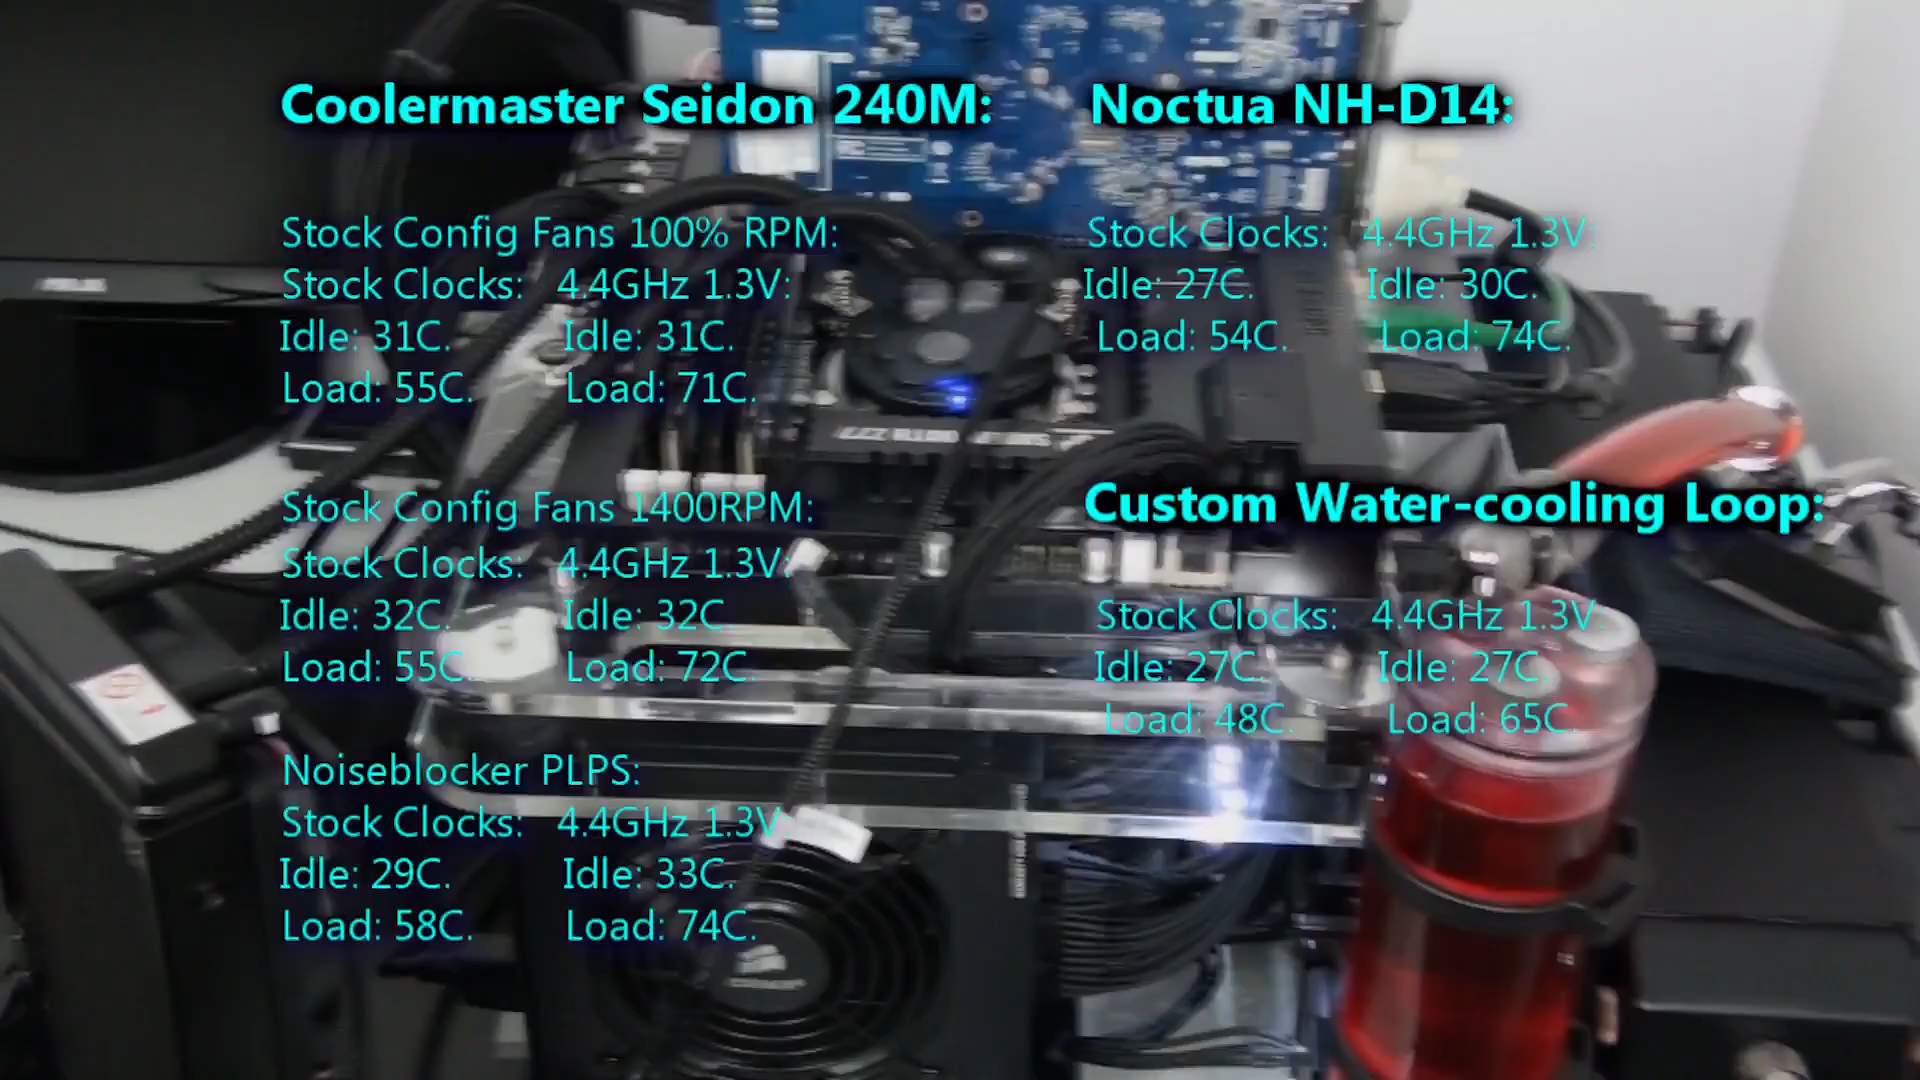 Coolermaster Seidon 240M:
Stock Config Fans 100% RPM:
Stock Clocks: 4.4GHz 1.3V:
Idle: 31C. Idle: 31C.
Load: 55C. Load: 71C.
Stock Config Fans 1400RPM:
Stock Clocks: 4.4GHz 1.3V:
Idle: 32C. Idle: 32C.
Load: 55C. Load: 72C.
Noiseblocker PLPS:
Stock Clocks: 4.4GHz 1.3V
Idle: 29C. Idle: 33C.
Load: 58C. Load: 74C.
Noctua NH-D14:
Stock Clocks: 4.4GHz 1.3V:
Idle: 27C. Idle: 30C.
Load: 54C. Load: 74C.
Custom Water-cooling Loop:
Stock Clocks: 4.4GHz 1.3V:
Idle: 27C. Idle: 27C.
Load: 48C. Load: 65C.